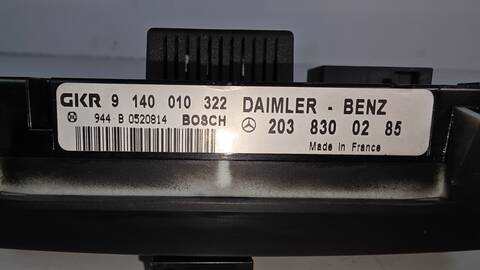 GKR 9 140 010 322 DAIMLER - BENZ
944 B 0520814 BOSCH 203 830 02 85
Made in France